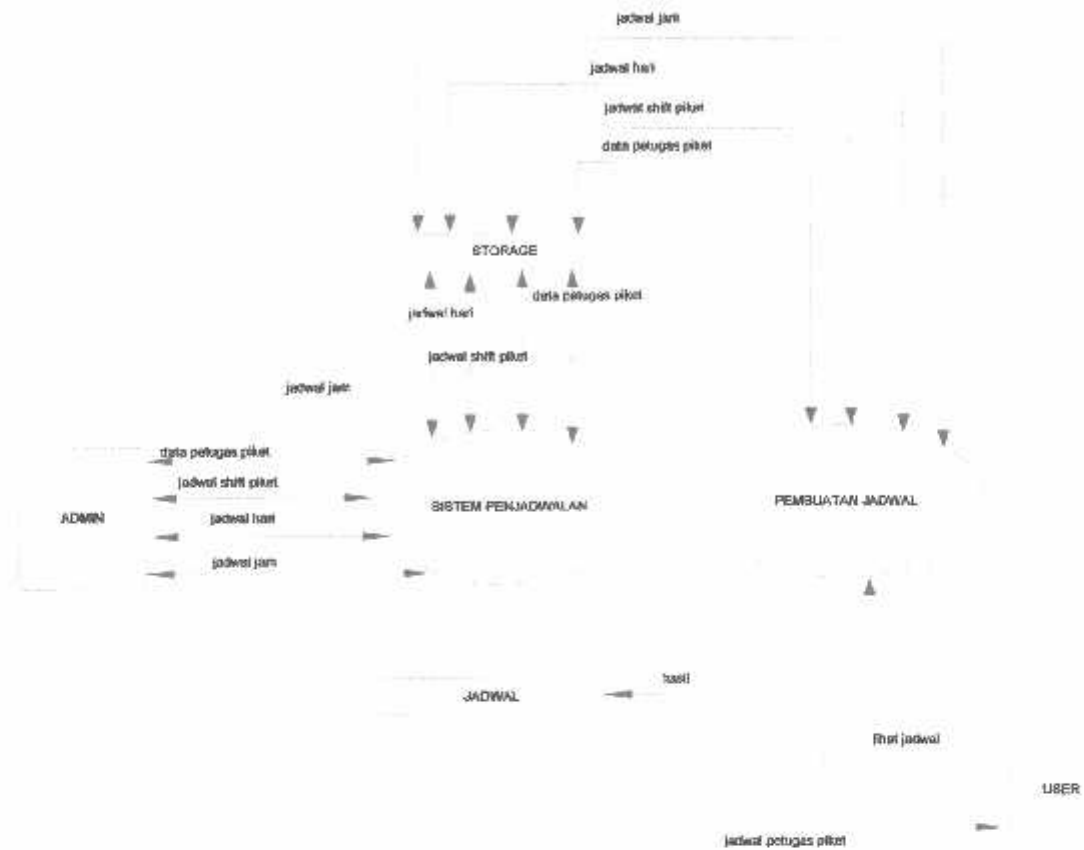 jadwal jam
jadwal hari
jadwal shift piket
data petugas piket
STORAGE
data petugas piket
jadwal hari
jadwal shift piket
jadwal jam
data petugas piket
jadwal shift piket
SISTEM PENJADWALAN
PEMBUATAN JADWAL
ADMIN
jadwal hari
jadwal jam
hasil
JADWAL
lihat jadwal
USER
jadwal petugas piket